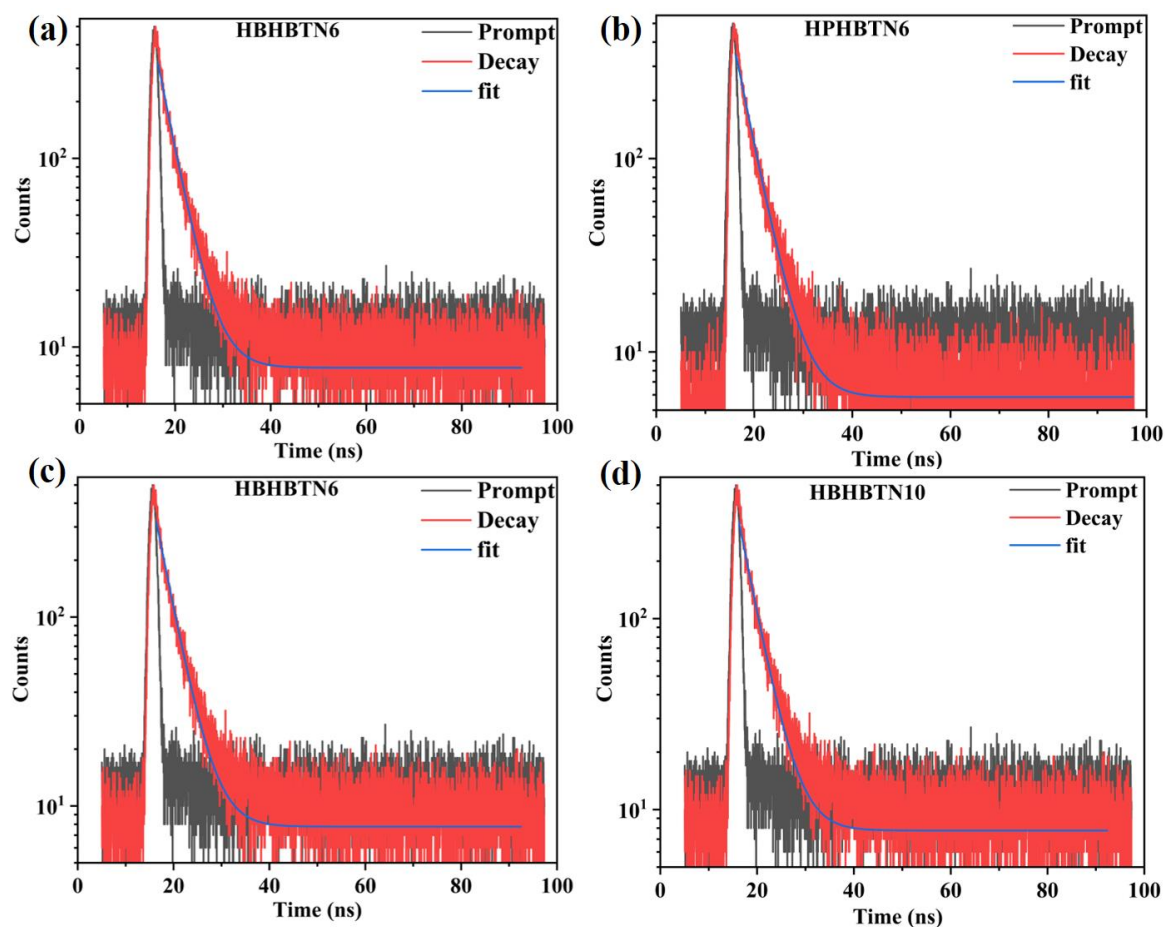 (a)
HBHBTN6
Prompt
Decay
fit
10²
10¹
Counts
0 20 40 60 80 100
Time (ns)
(b)
HPHBTN6
Prompt
Decay
fit
10²
10¹
Counts
0 20 40 60 80 100
Time (ns)
(c)
HBHBTN6
Prompt
Decay
fit
10²
10¹
Counts
0 20 40 60 80 100
Time (ns)
(d)
HBHBTN10
Prompt
Decay
fit
10²
10¹
Counts
0 20 40 60 80 100
Time (ns)